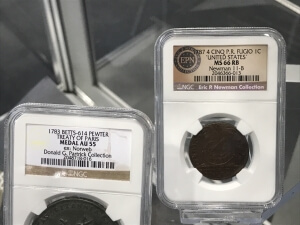 1783 BETTS-614 PEWTER
TREATY OF PARIS
MEDAL AU 55
ex. Norweb
Donald G. Partrick Collection
NGC
EPN
1787 4 CINQ P.R. FUGIO 1C
"UNITED STATES"
MS 66 RB
Newman 11-B
NGC
Eric P. Newman Collection